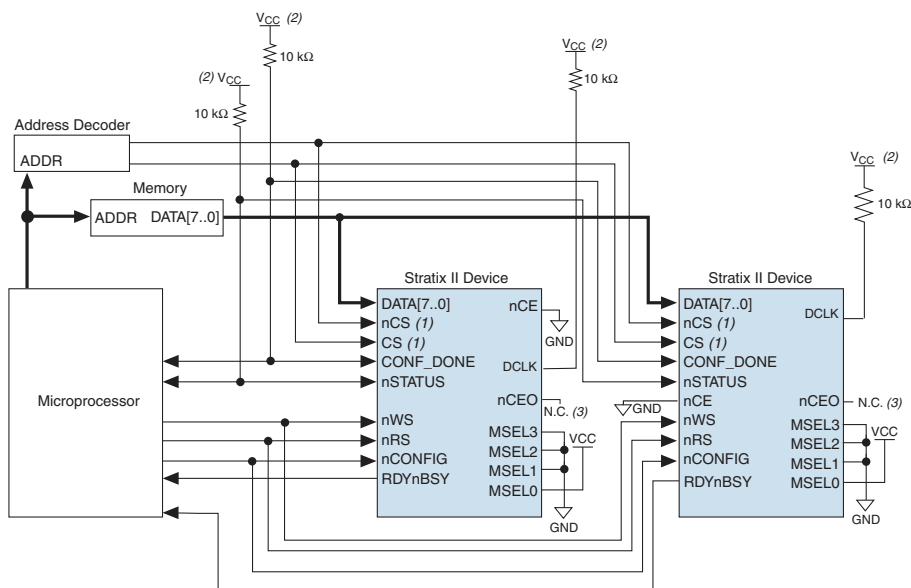 VCC (2)
10 kΩ
VCC (2)
10 kΩ
(2) VCC
10 kΩ
Address Decoder
ADDR
VCC (2)
10 kΩ
Memory
ADDR DATA[7..0]
Stratix II Device
DATA[7..0]
nCS (1)
CS (1)
CONF_DONE
nSTATUS
nWS
nRS
nCONFIG
RDYnBSY
nCE
GND
DCLK
nCEO
N.C. (3)
MSEL3
MSEL2
MSEL1
MSEL0
VCC
GND
Microprocessor
Stratix II Device
DATA[7..0]
nCS (1)
CS (1)
CONF_DONE
nSTATUS
nCE
GND
nWS
nRS
nCONFIG
RDYnBSY
DCLK
nCEO
N.C. (3)
MSEL3
MSEL2
MSEL1
MSEL0
VCC
GND